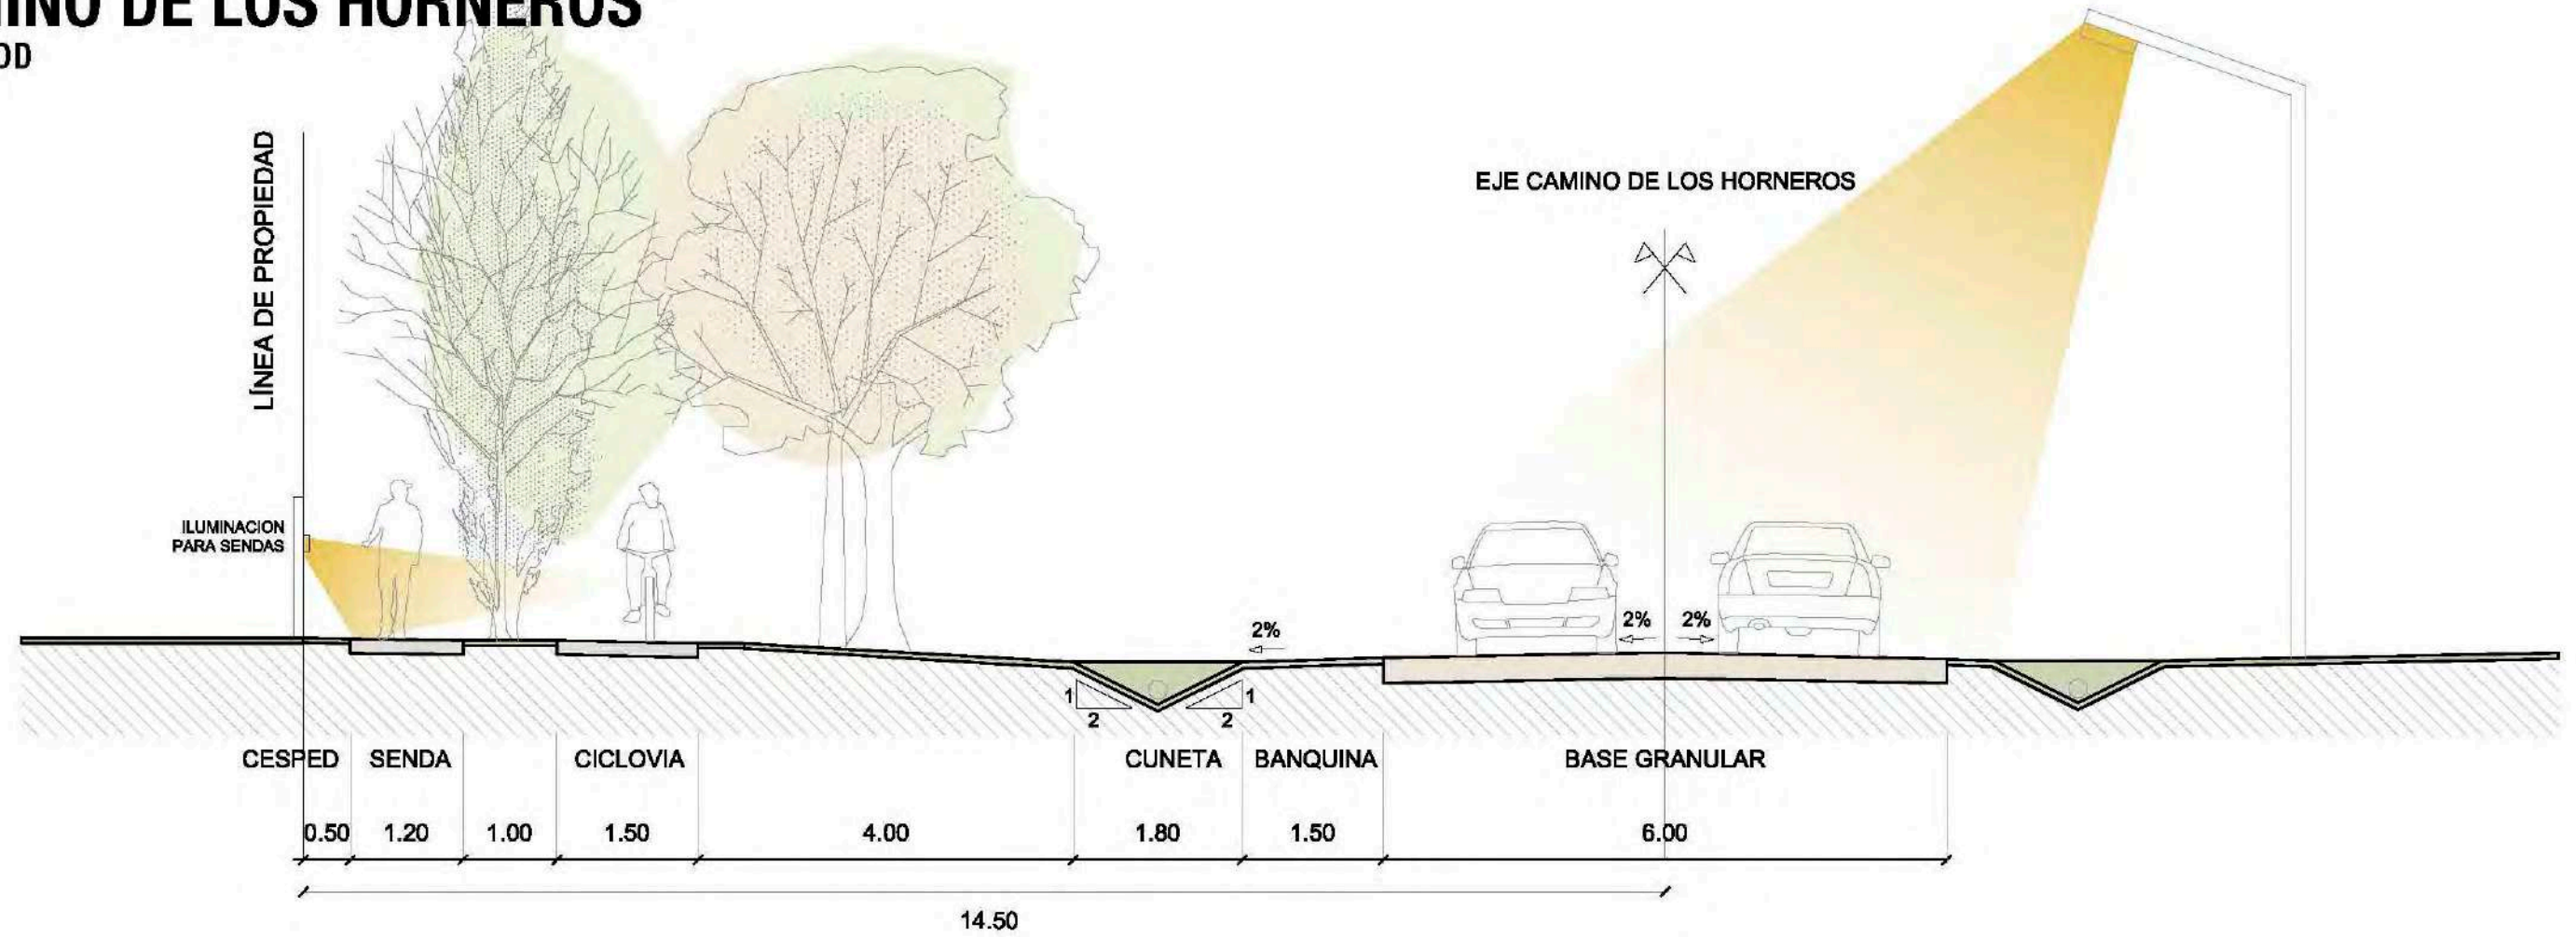 MINO DE LOS HORNEROS
OD
LÍNEA DE PROPIEDAD
EJE CAMINO DE LOS HORNEROS
ILUMINACION
PARA SENDAS
2%
2%
2%
1
2
1
2
CESPED
SENDA
CICLOVIA
CUNETA
BANQUINA
BASE GRANULAR
0.50
1.20
1.00
1.50
4.00
1.80
1.50
6.00
14.50